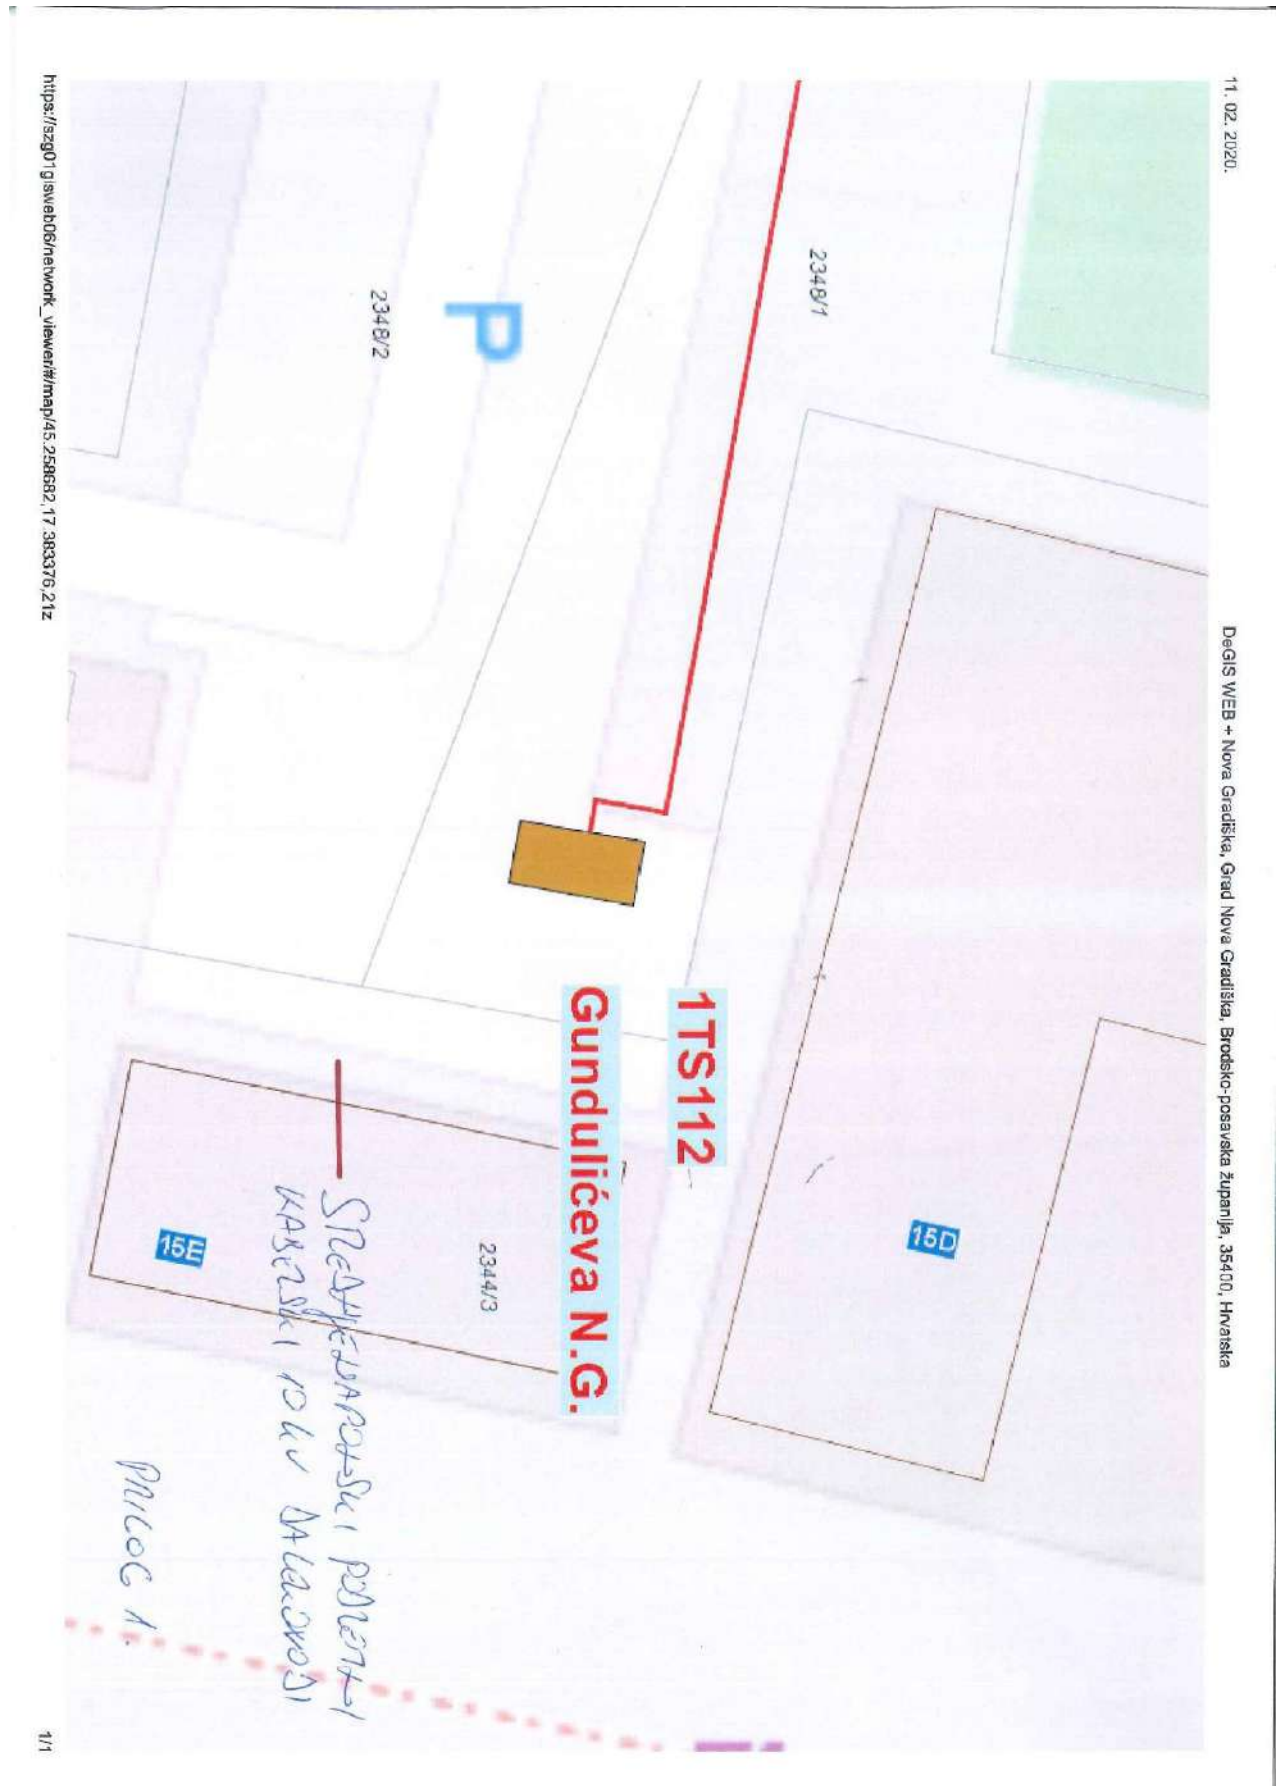 11. 02. 2020.
DeGIS WEB + Nova Gradiška, Grad Nova Gradiška, Brodsko-posavska županija, 35400, Hrvatska
2348/1
P
2348/2
1TS112
Gundulićeva N.G.
15D
2344/3
15E
SREDNJENAPONSKI PODZEMNI
KABELSKI 10 kV DALEKOVODI
PRILOG 1.
https://szg01gisweb06/network_viewer/#/map/45.258682,17.383376,21z
1/1